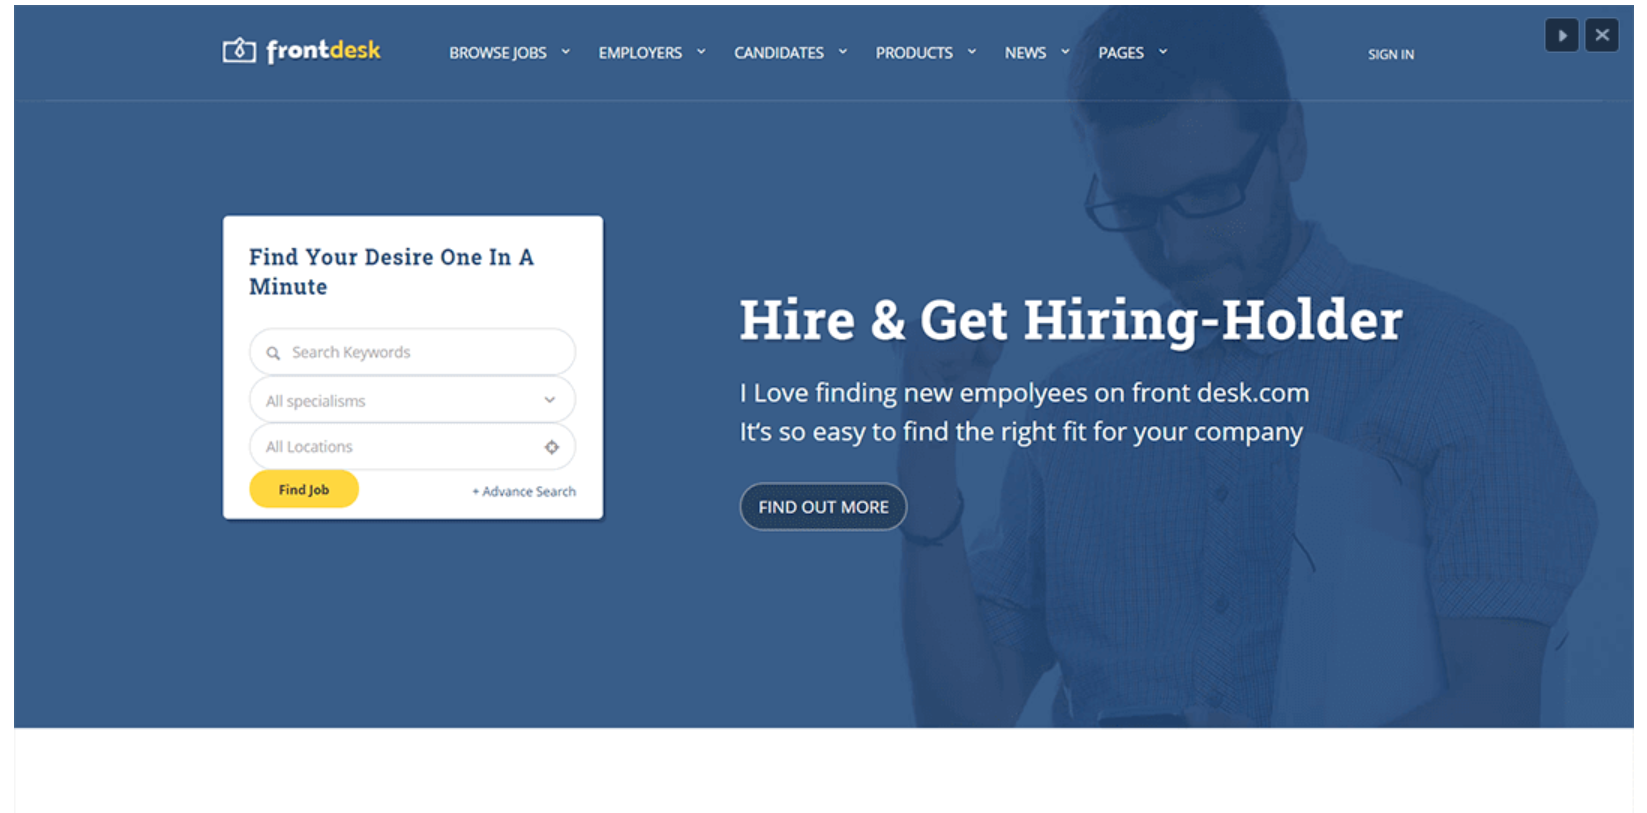 frontdesk
BROWSE JOBS EMPLOYERS CANDIDATES PRODUCTS NEWS PAGES SIGN IN
Find Your Desire One In A
Minute
Search Keywords
All specialisms
All Locations
Find Job + Advance Search
Hire & Get Hiring-Holder
I Love finding new empolyees on front desk.com
It's so easy to find the right fit for your company
FIND OUT MORE